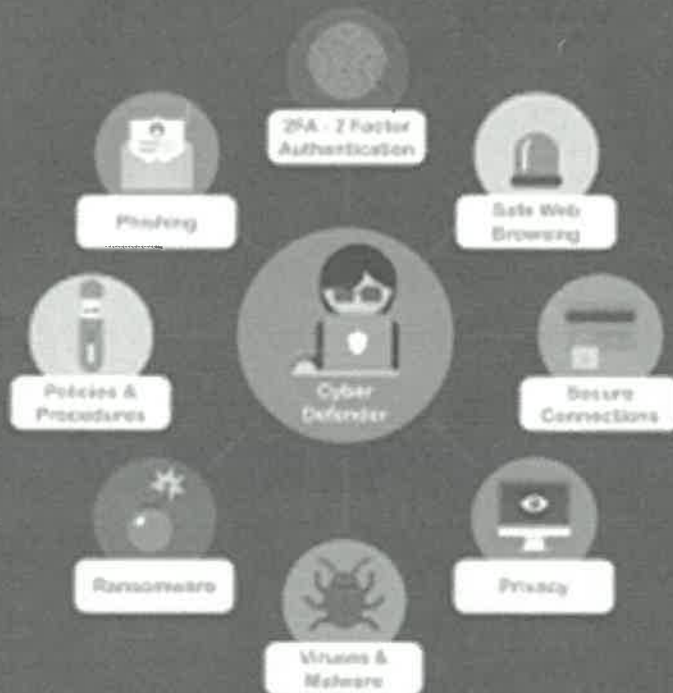 2FA - 2 Factor
Authentication
Phishing
Safe Web
Browsing
Cyber
Defender
Policies &
Procedures
Secure
Connections
Ransomware
Privacy
Viruses &
Malware